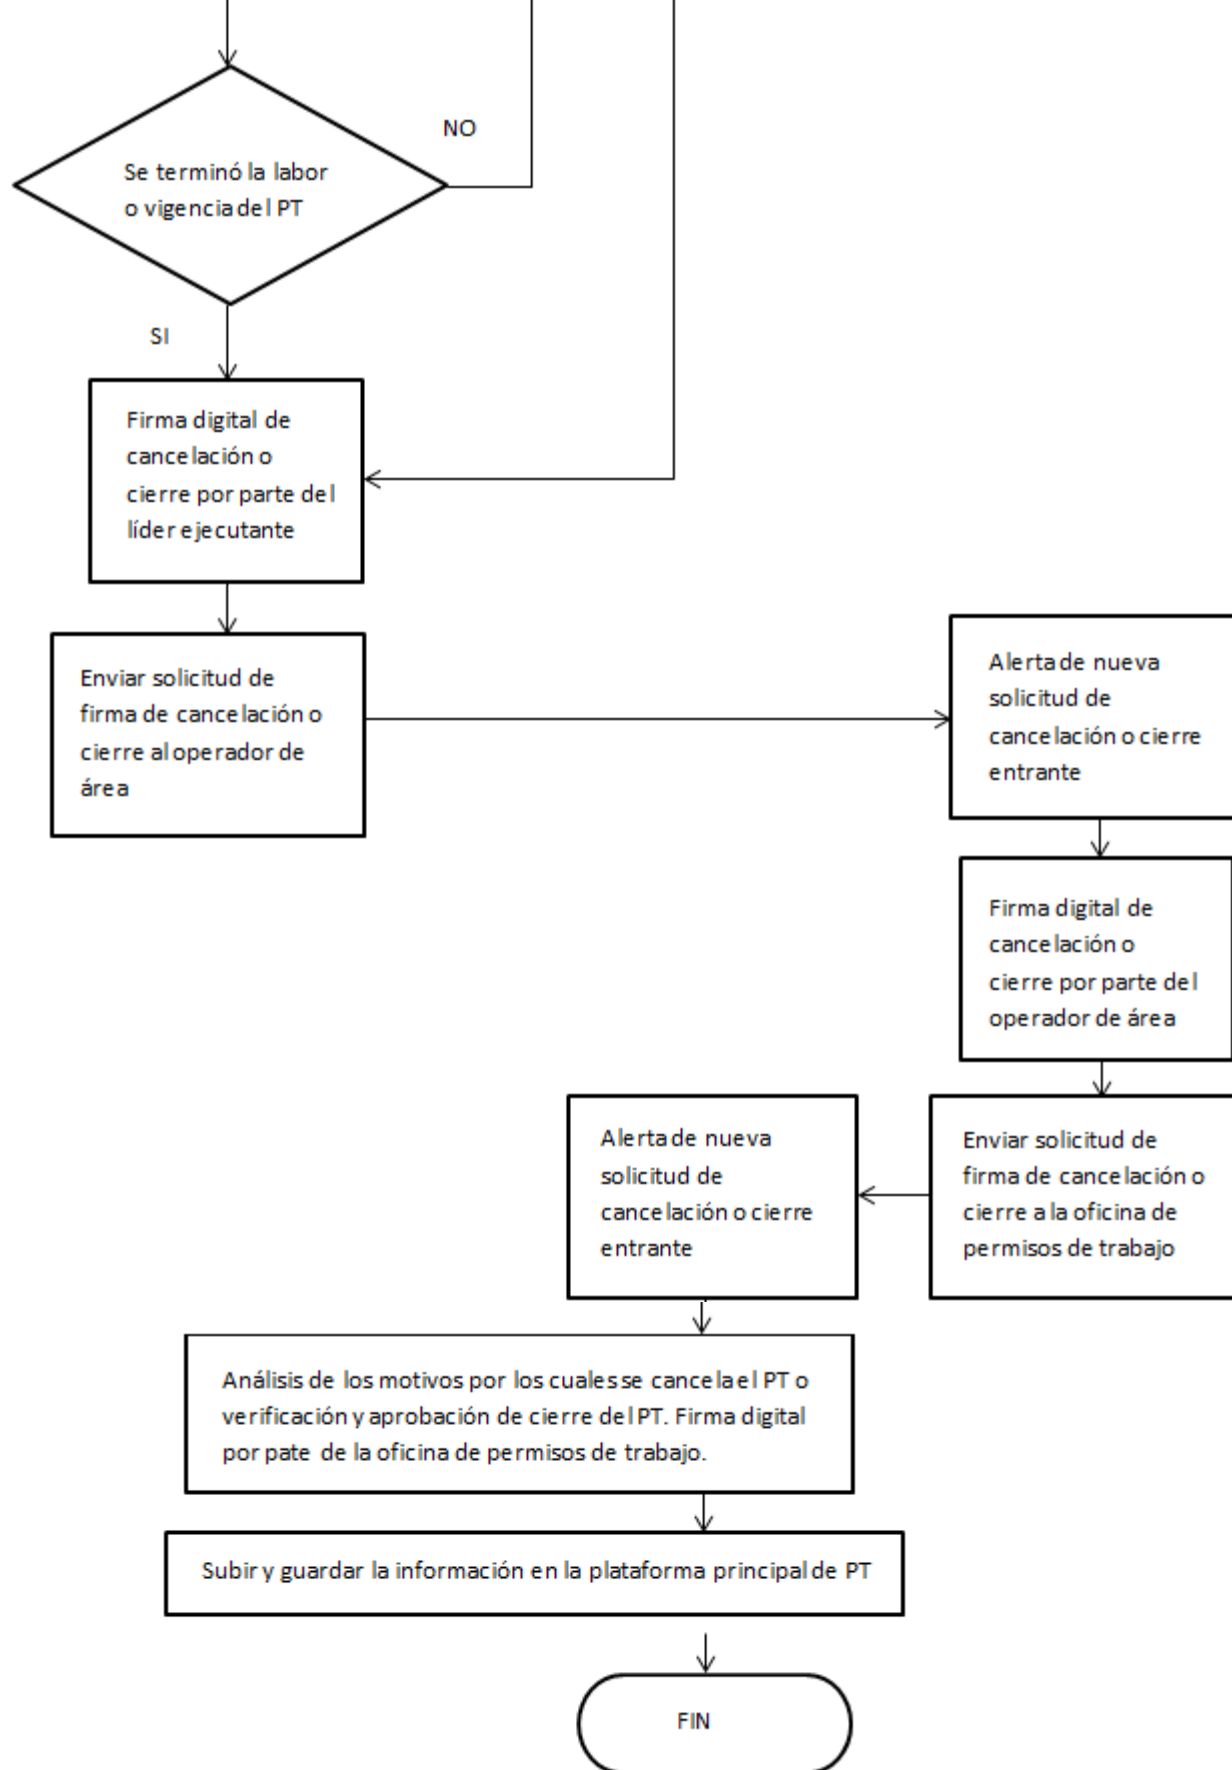 NO
Se terminó la labor
o vigencia del PT
SI
Firma digital de
cancelación o
cierre por parte del
líder ejecutante
Enviar solicitud de
firma de cancelación o
cierre al operador de
área
Alerta de nueva
solicitud de
cancelación o cierre
entrante
Firma digital de
cancelación o
cierre por parte del
operador de área
Enviar solicitud de
firma de cancelación o
cierre a la oficina de
permisos de trabajo
Alerta de nueva
solicitud de
cancelación o cierre
entrante
Análisis de los motivos por los cuales se cancela el PT o
verificación y aprobación de cierre del PT. Firma digital
por pate de la oficina de permisos de trabajo.
Subir y guardar la información en la plataforma principal de PT
FIN